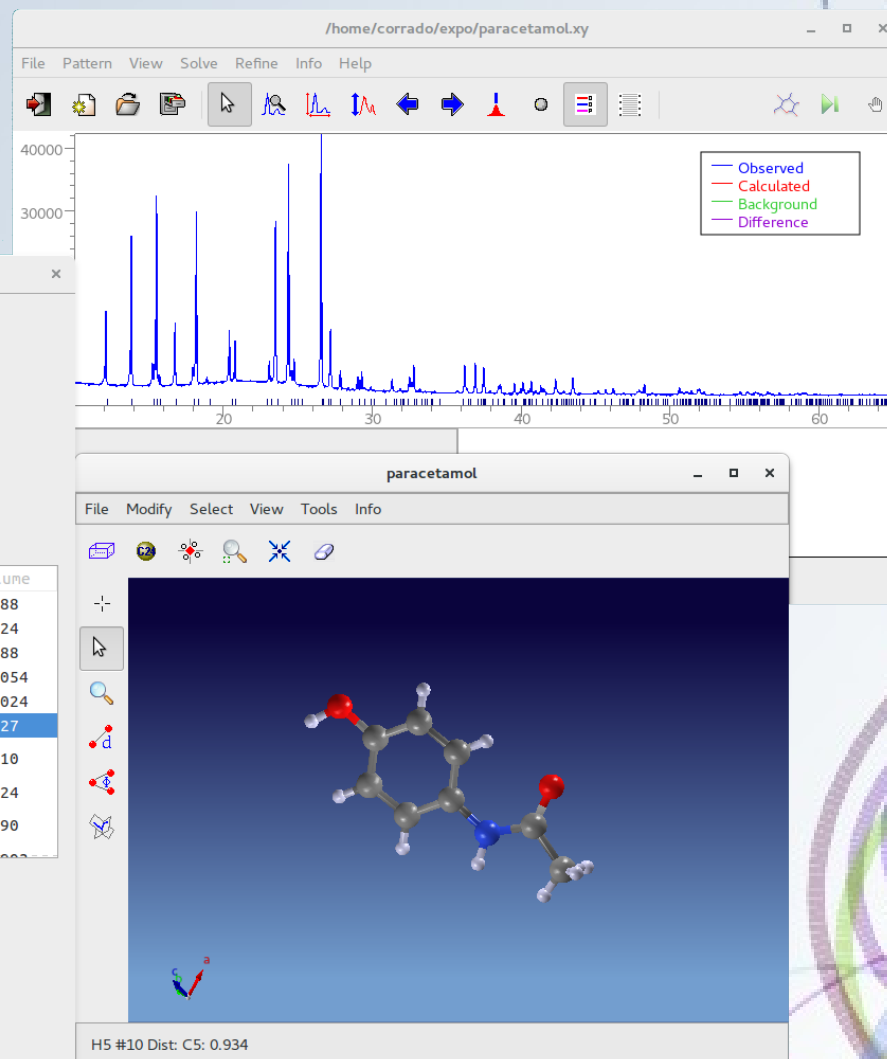 /home/corrado/expo/paracetamol.xy
File Pattern View Solve Refine Info Help
40000
30000
Observed
Calculated
Background
Difference
20 30 40 50 60
paracetamol
File Modify Select View Tools Info
C24
ume
88
24
88
054
024
27
10
24
90
d
a
c
H5 #10 Dist: C5: 0.934